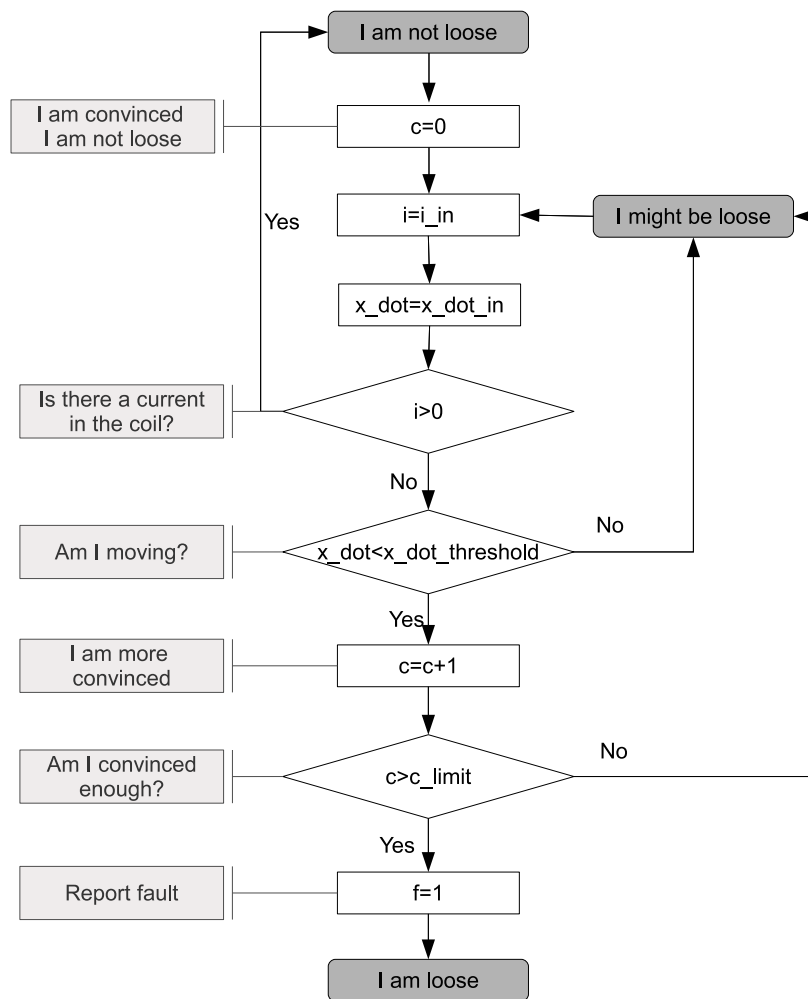 I am not loose
I am convinced
I am not loose
c=0
Yes
i=i_in
I might be loose
x_dot=x_dot_in
Is there a current
in the coil?
i>0
No
Am I moving?
x_dot<x_dot_threshold
No
Yes
I am more
convinced
c=c+1
Am I convinced
enough?
c>c_limit
No
Yes
Report fault
f=1
I am loose